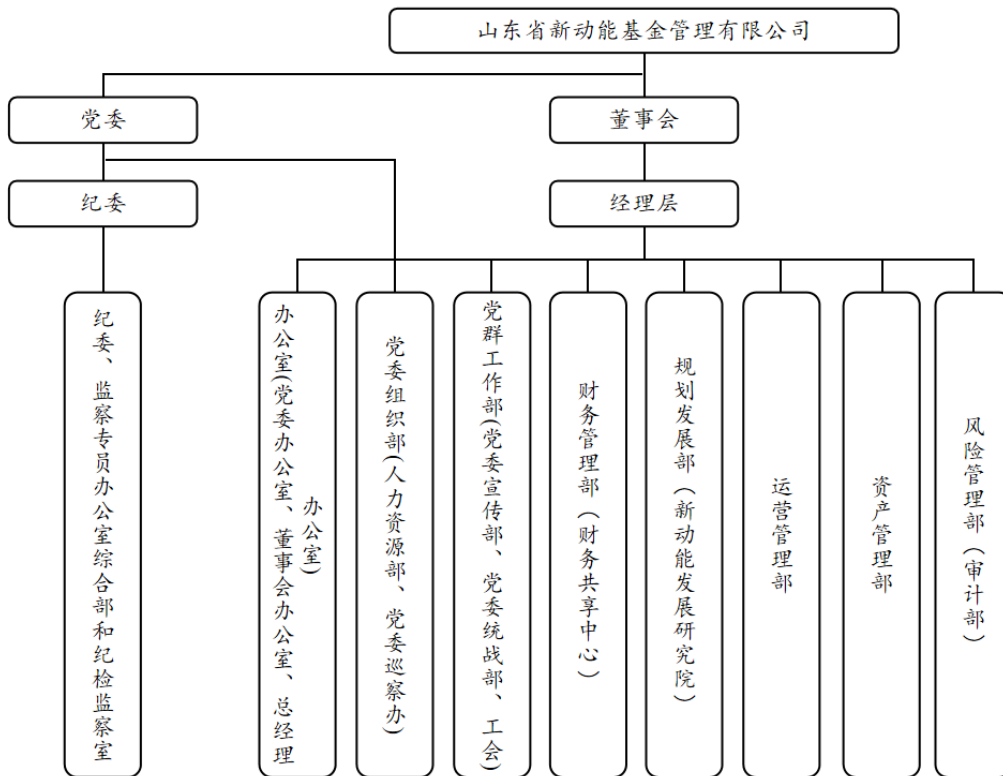 山东省新动能基金管理有限公司
党委
董事会
纪委
经理层
纪委、监察专员办公室综合部和纪检监察室
办公室(党委办公室、董事会办公室、总经理
办公室)
党委组织部(人力资源部、党委巡察办)
党群工作部(党委宣传部、党委统战部、工会)
财务管理部（财务共享中心）
规划发展部（新动能发展研究院）
运营管理部
资产管理部
风险管理部（审计部）